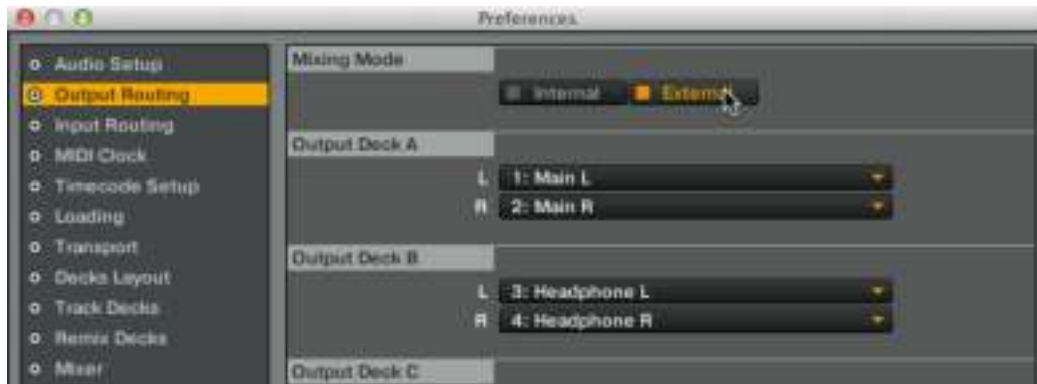 Preferences
Audio Setup
Output Routing
Input Routing
MIDI Clock
Timecode Setup
Loading
Transport
Decks Layout
Track Decks
Remix Decks
Mixer
Mixing Mode
Internal
External
Output Deck A
L 1: Main L
R 2: Main R
Output Deck B
L 3: Headphone L
R 4: Headphone R
Output Deck C